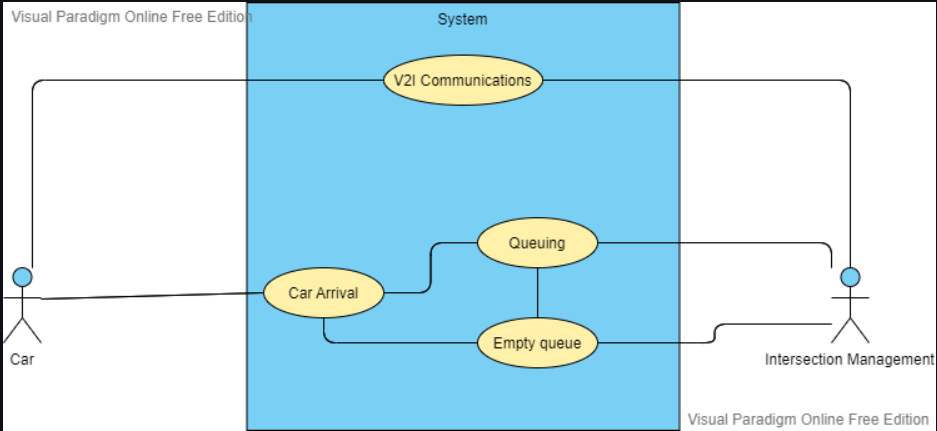 Visual Paradigm Online Free Edition
System
V2I Communications
Queuing
Car Arrival
Empty queue
Car
Intersection Management
Visual Paradigm Online Free Edition